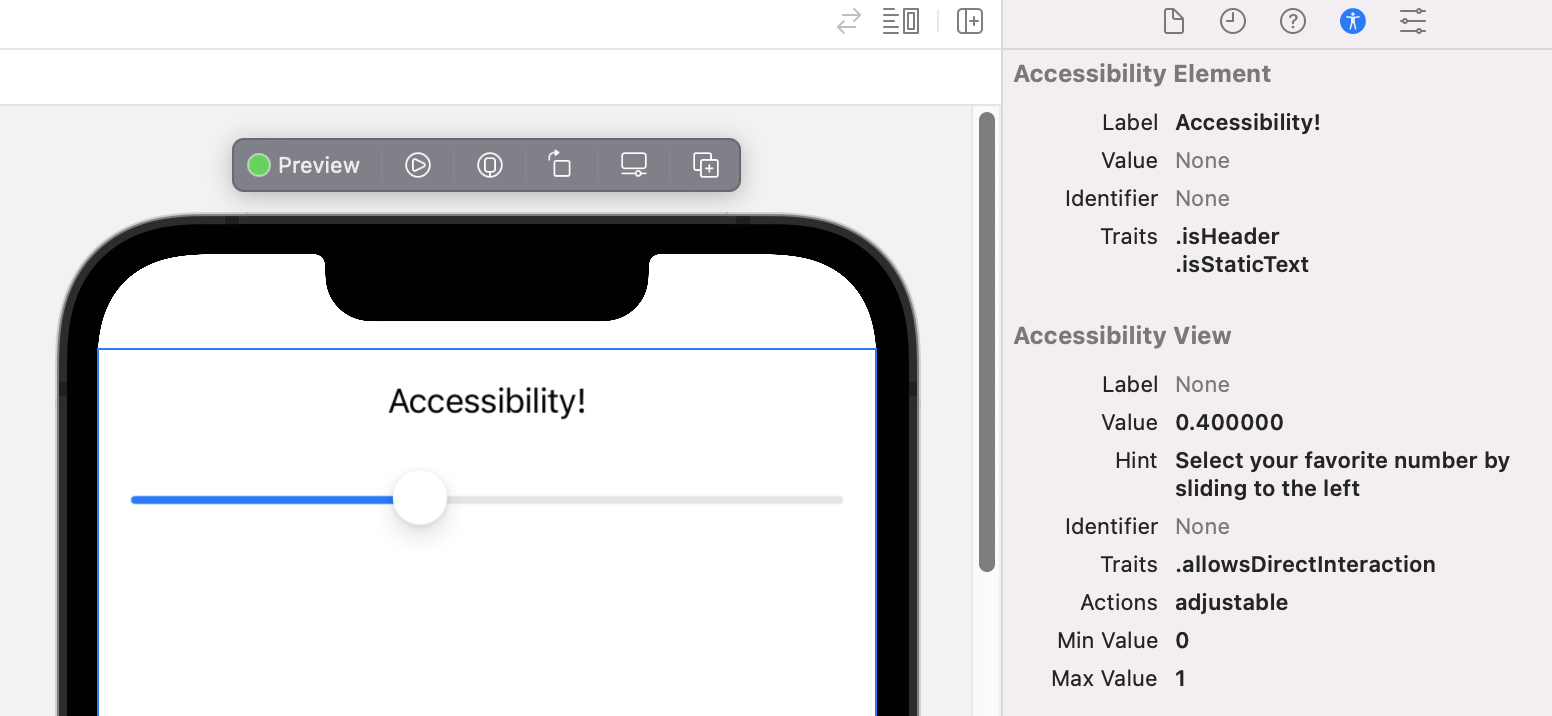 Preview
Accessibility!
Accessibility Element
Label Accessibility!
Value None
Identifier None
Traits .isHeader
.isStaticText
Accessibility View
Label None
Value 0.400000
Hint Select your favorite number by
sliding to the left
Identifier None
Traits .allowsDirectInteraction
Actions adjustable
Min Value 0
Max Value 1